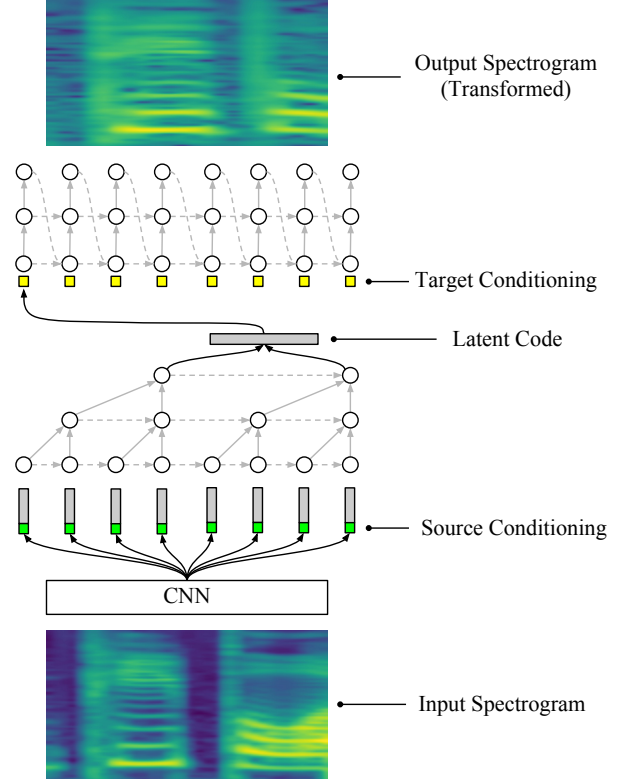 Output Spectrogram
(Transformed)
Target Conditioning
Latent Code
Source Conditioning
CNN
Input Spectrogram